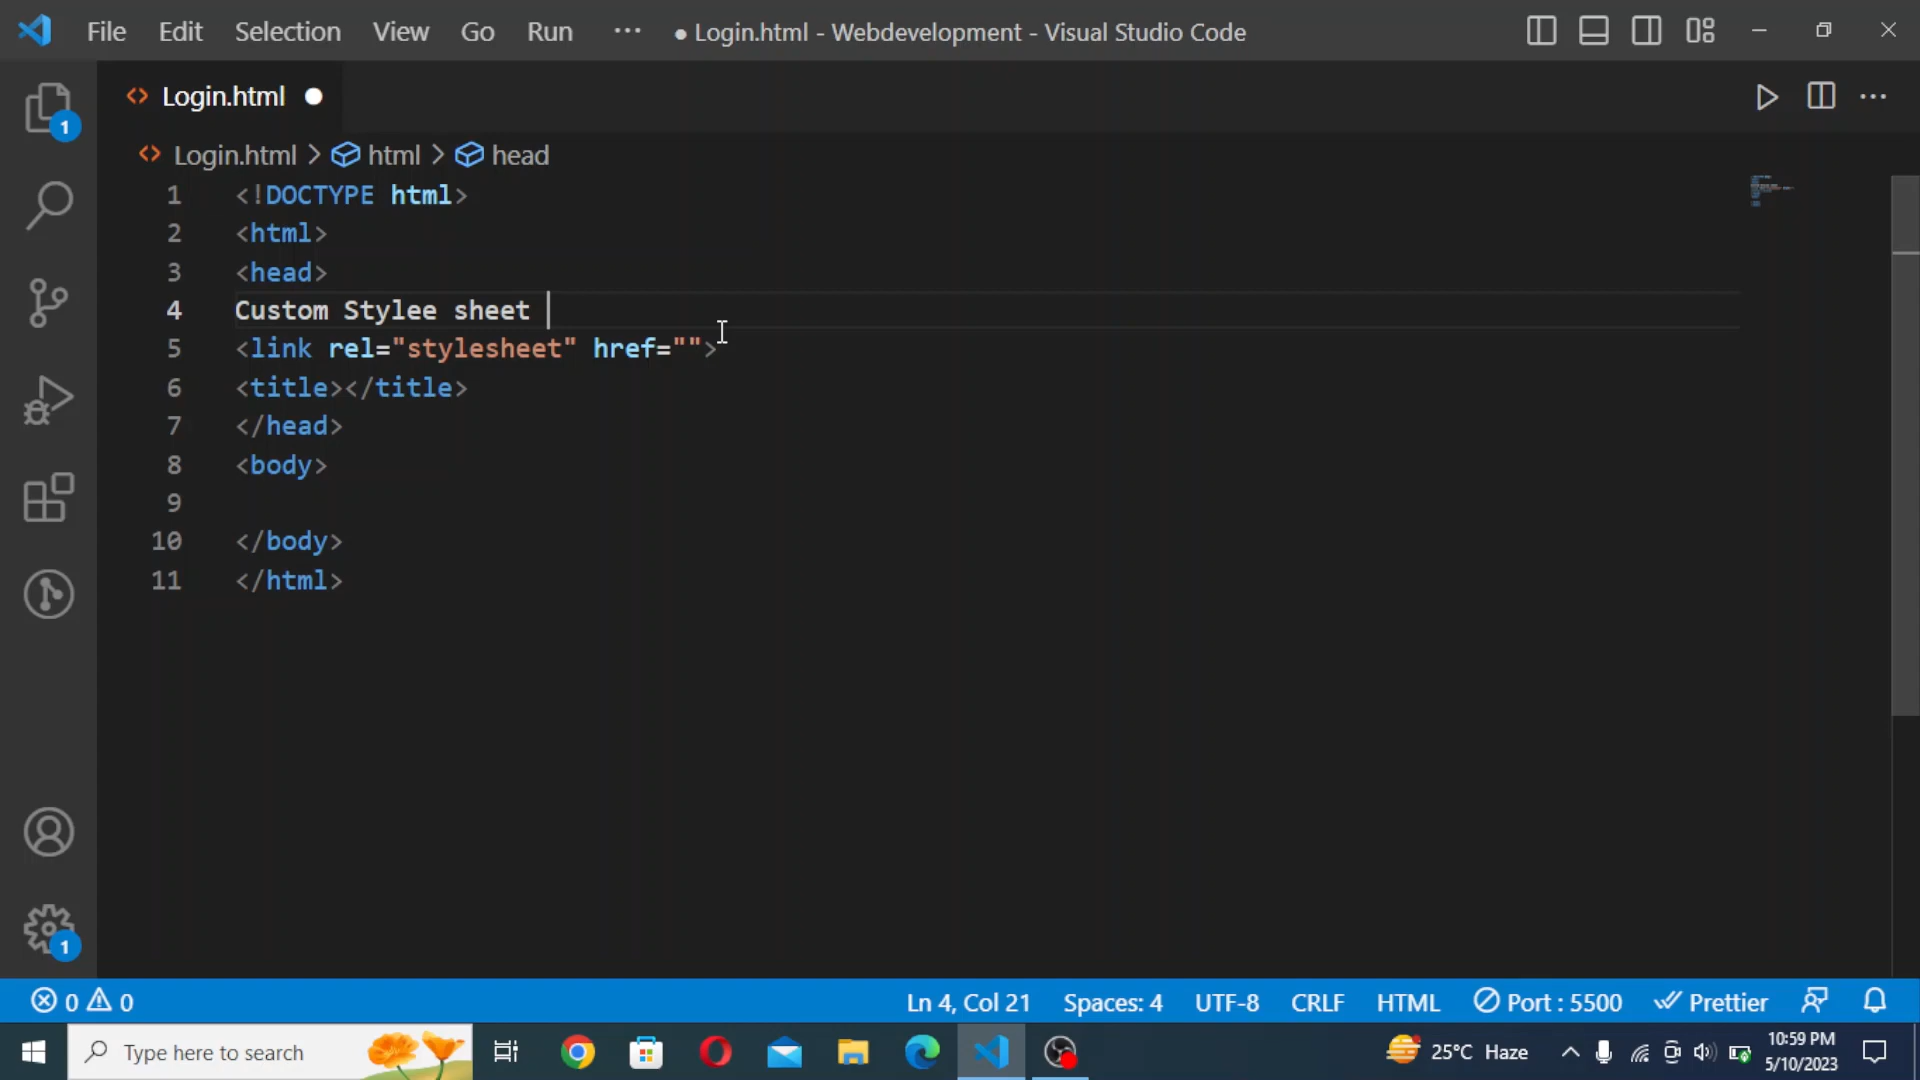 File Edit Selection View Go Run ··· ● Login.html - Webdevelopment - Visual Studio Code
Login.html
Login.html > html > head
1 <!DOCTYPE html>
2 <html>
3 <head>
4 Custom Stylee sheet
5 <link rel="stylesheet" href="">
6 <title></title>
7 </head>
8 <body>
9
10 </body>
11 </html>
1
1
0 0 Ln 4, Col 21 Spaces: 4 UTF-8 CRLF HTML Port : 5500 Prettier
Type here to search 25°C Haze 10:59 PM
5/10/2023